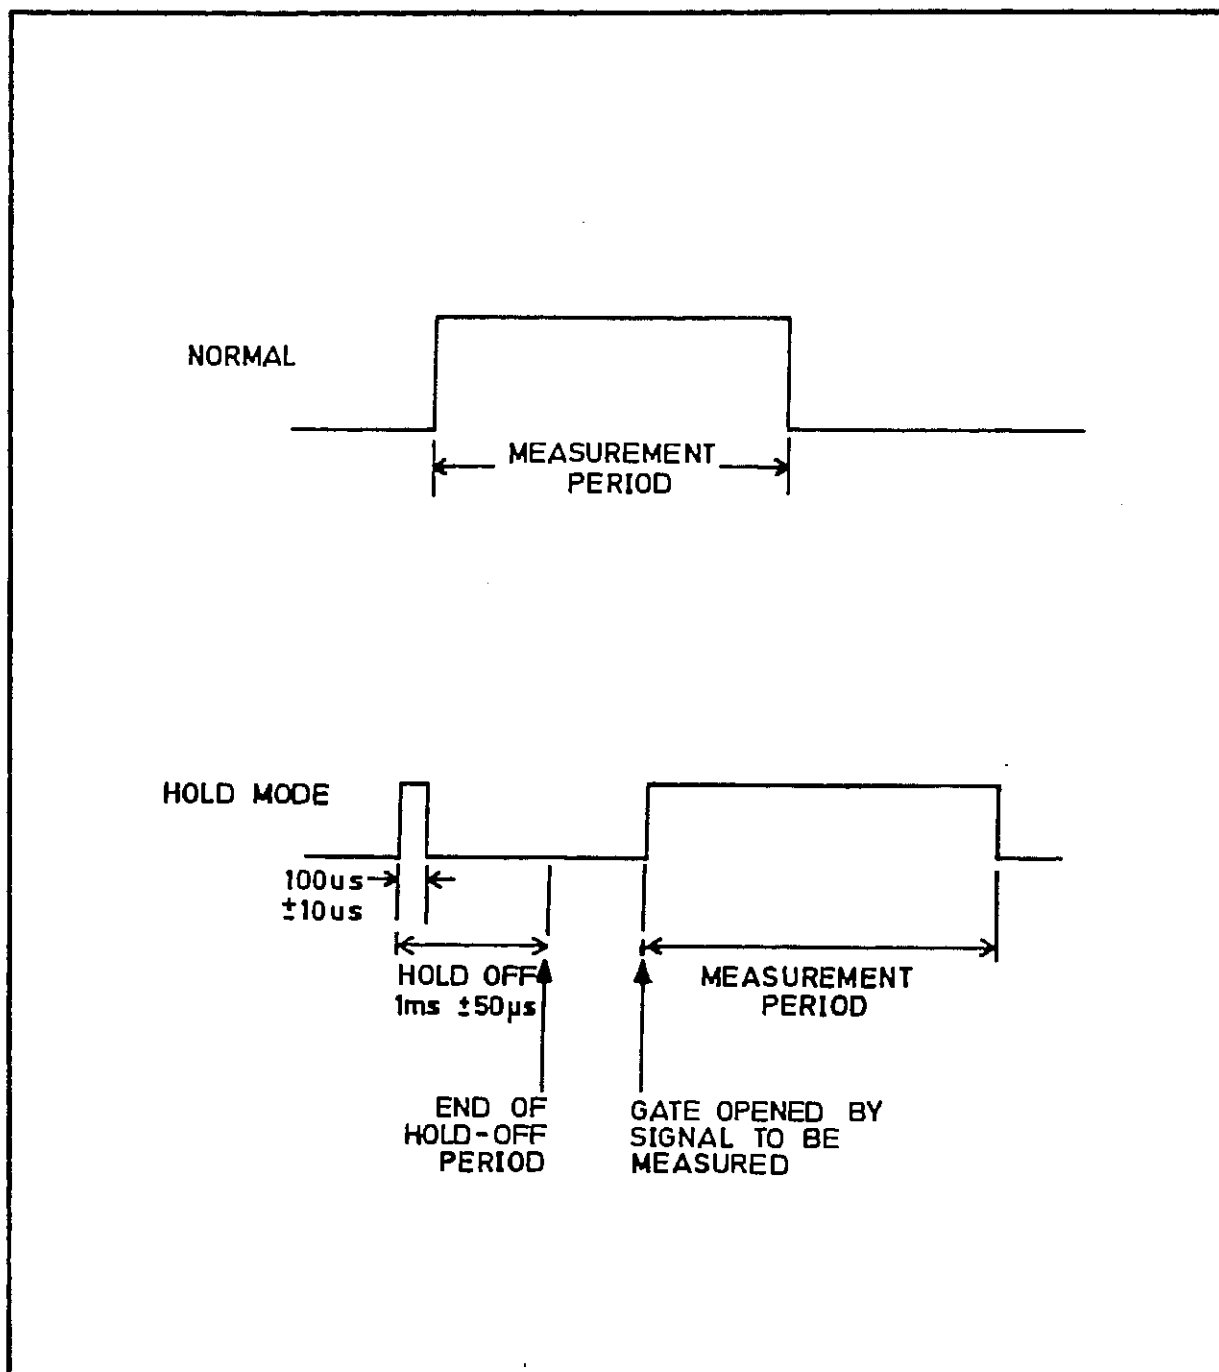 NORMAL
MEASUREMENT
PERIOD
HOLD MODE
100us
±10us
HOLD OFF
1ms ±50µs
MEASUREMENT
PERIOD
END OF
HOLD-OFF
PERIOD
GATE OPENED BY
SIGNAL TO BE
MEASURED